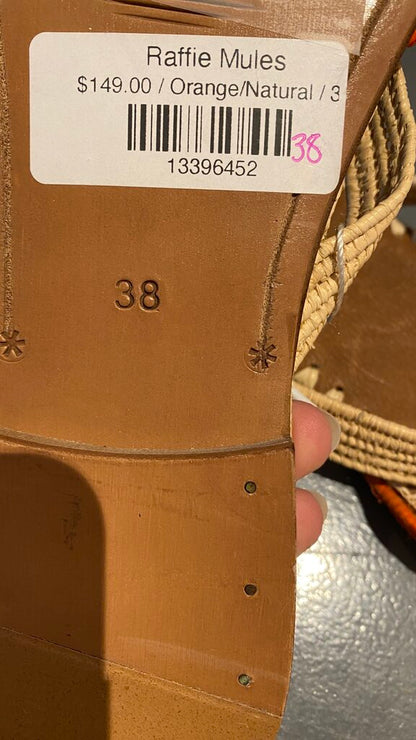 Raffie Mules
$149.00 / Orange/Natural / 3
38
13396452
38